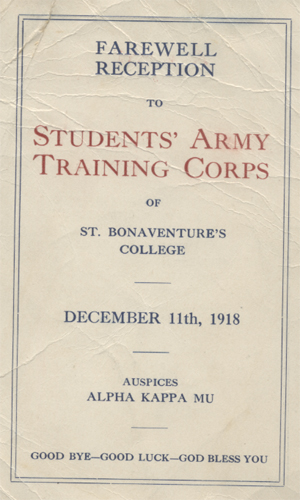 FAREWELL
RECEPTION
TO
STUDENTS' ARMY
TRAINING CORPS
OF
ST. BONAVENTURE'S
COLLEGE
DECEMBER 11th, 1918
AUSPICES
ALPHA KAPPA MU
GOOD BYE—GOOD LUCK—GOD BLESS YOU